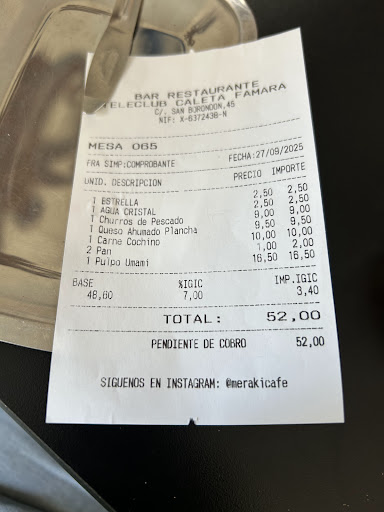 BAR RESTAURANTE
TELECLUB CALETA FAMARA
C/. SAN BORONDON,46
NIF: X-6372436-N
MESA 065
FRA SIMP:COMPROBANTE FECHA:27/09/2025
UNID. DESCRIPCION PRECIO IMPORTE
1 ESTRELLA 2,50 2,50
1 AGUA CRISTAL 2,50 2,50
1 Churros de Pescado 9,00 9,00
1 Queso Ahumado Plancha 9,50 9,50
1 Carne Cochino 10,00 10,00
2 Pan 1,00 2,00
1 Pulpo Umami 16,50 16,50
BASE %IGIC IMP.IGIC
48,60 7,00 3,40
TOTAL: 52,00
PENDIENTE DE COBRO 52,00
SIGUENOS EN INSTAGRAM: @merakicafe